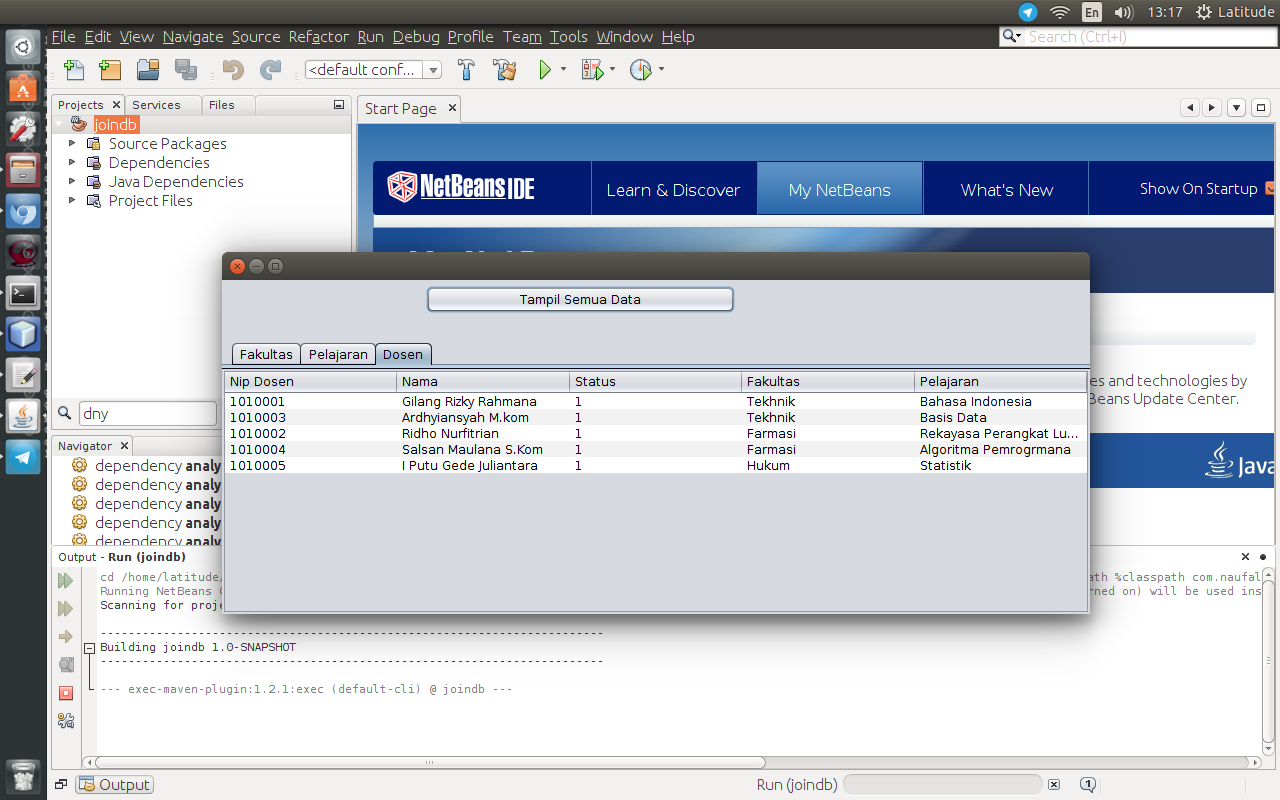 En 13:17 Latitude
File Edit View Navigate Source Refactor Run Debug Profile Team Tools Window Help
Search (Ctrl+I)
<default conf...
Projects Services Files
Start Page
joindb
Source Packages
Dependencies
Java Dependencies
Project Files
NetBeans IDE Learn & Discover My NetBeans What's New Show On Startup
Tampil Semua Data
Fakultas Pelajaran Dosen
Nip Dosen Nama Status Fakultas Pelajaran
1010001 Gilang Rizky Rahmana 1 Tekhnik Bahasa Indonesia
1010003 Ardhyiansyah M.kom 1 Tekhnik Basis Data
1010002 Ridho Nurfitrian 1 Farmasi Rekayasa Perangkat Lu...
1010004 Salsan Maulana S.Kom 1 Farmasi Algoritma Pemrogrmana
1010005 I Putu Gede Juliantara 1 Hukum Statistik
es and technologies by
Beans Update Center.
Java
dny
Navigator
dependency analy
dependency analy
dependency analy
dependency analy
dependency analy
Output - Run (joindb)
cd /home/latitude/ ath %classpath com.naufal
Running NetBeans rned on) will be used ins
Scanning for proje
------------------------------------------------------------------------
Building joindb 1.0-SNAPSHOT
------------------------------------------------------------------------
--- exec-maven-plugin:1.2.1:exec (default-cli) @ joindb ---
Output Run (joindb) 1